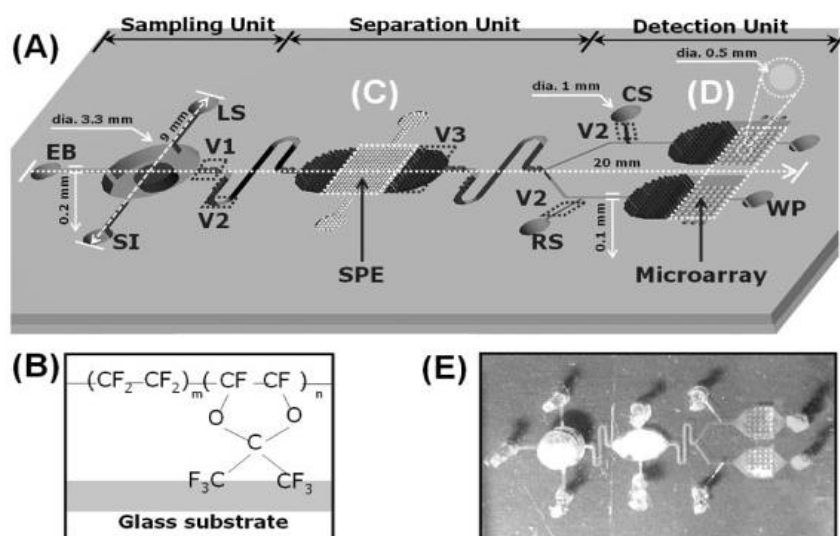 Sampling Unit Separation Unit Detection Unit
(A)
dia. 0.5 mm
LS (C) dia. 1 mm CS (D)
dia. 3.3 mm
9 mm
V1 V3 V2
EB 20 mm
0.2 mm
V2 V2
SI RS 0.1 mm WP
SPE Microarray
(B) (E)
(CF2 CF2)m (CF CF)n
O O
C
F3C CF3
Glass substrate